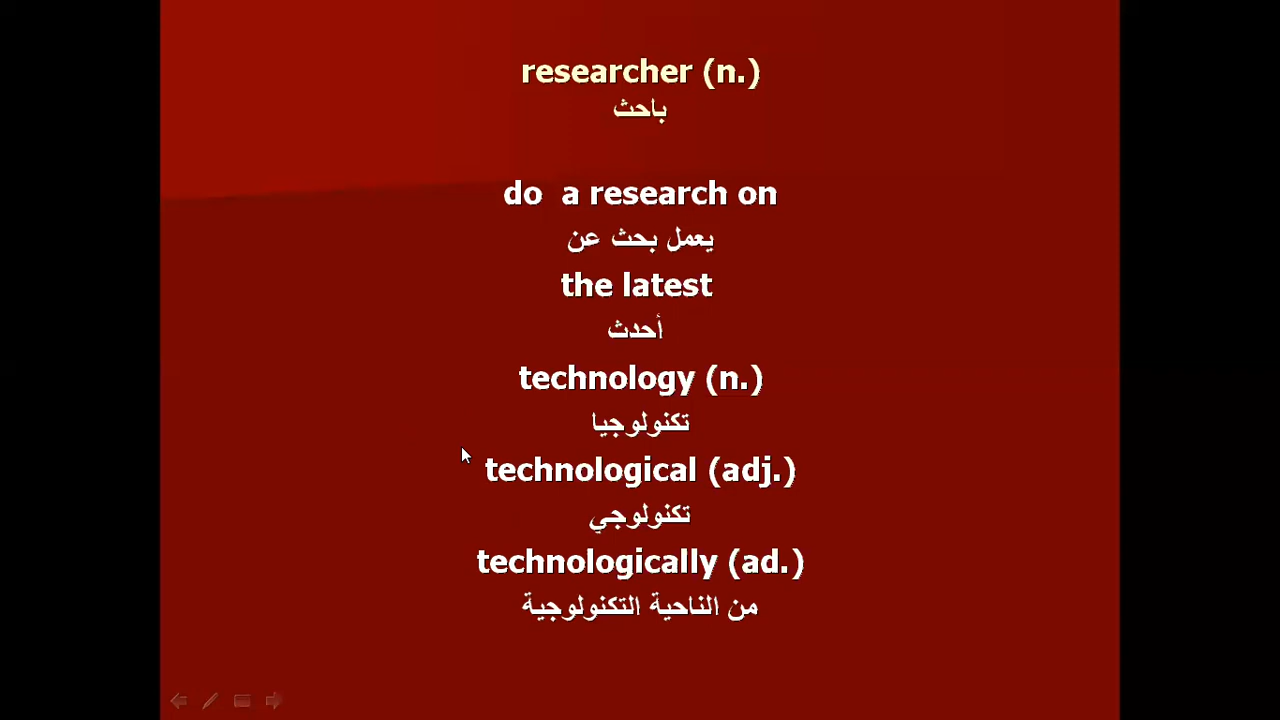 researcher (n.)
باحث
do a research on
يعمل بحث عن
the latest
أحدث
technology (n.)
تكنولوجيا
technological (adj.)
تكنولوجي
technologically (ad.)
من الناحية التكنولوجية